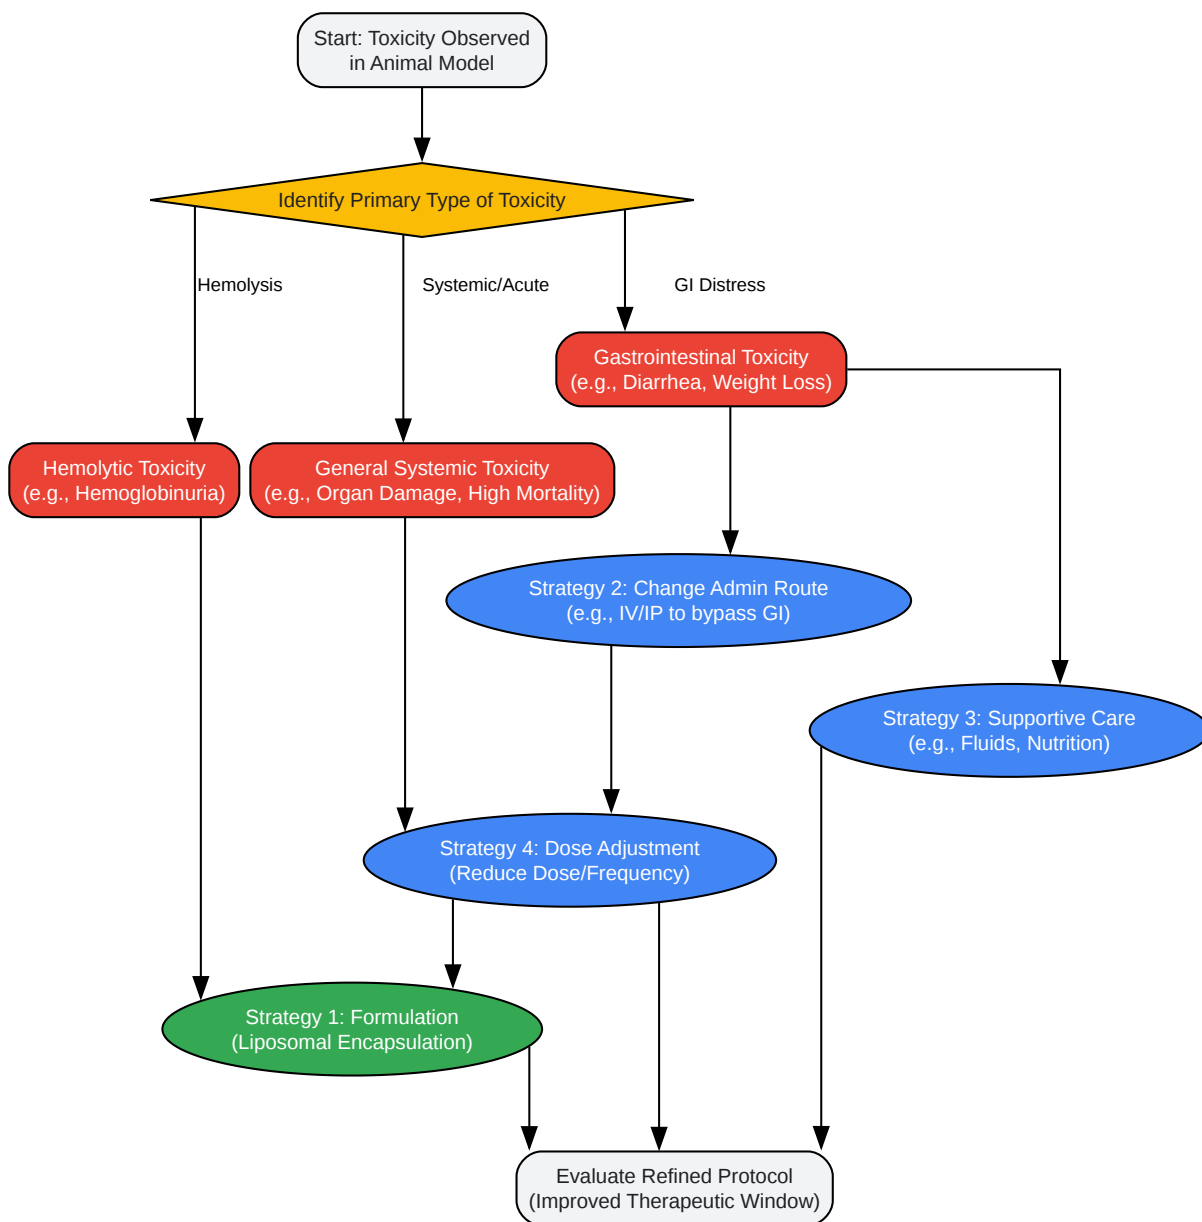 Start: Toxicity Observed
in Animal Model
Identify Primary Type of Toxicity
Hemolysis
Systemic/Acute
GI Distress
Gastrointestinal Toxicity
(e.g., Diarrhea, Weight Loss)
Hemolytic Toxicity
(e.g., Hemoglobinuria)
General Systemic Toxicity
(e.g., Organ Damage, High Mortality)
Strategy 2: Change Admin Route
(e.g., IV/IP to bypass GI)
Strategy 3: Supportive Care
(e.g., Fluids, Nutrition)
Strategy 4: Dose Adjustment
(Reduce Dose/Frequency)
Strategy 1: Formulation
(Liposomal Encapsulation)
Evaluate Refined Protocol
(Improved Therapeutic Window)